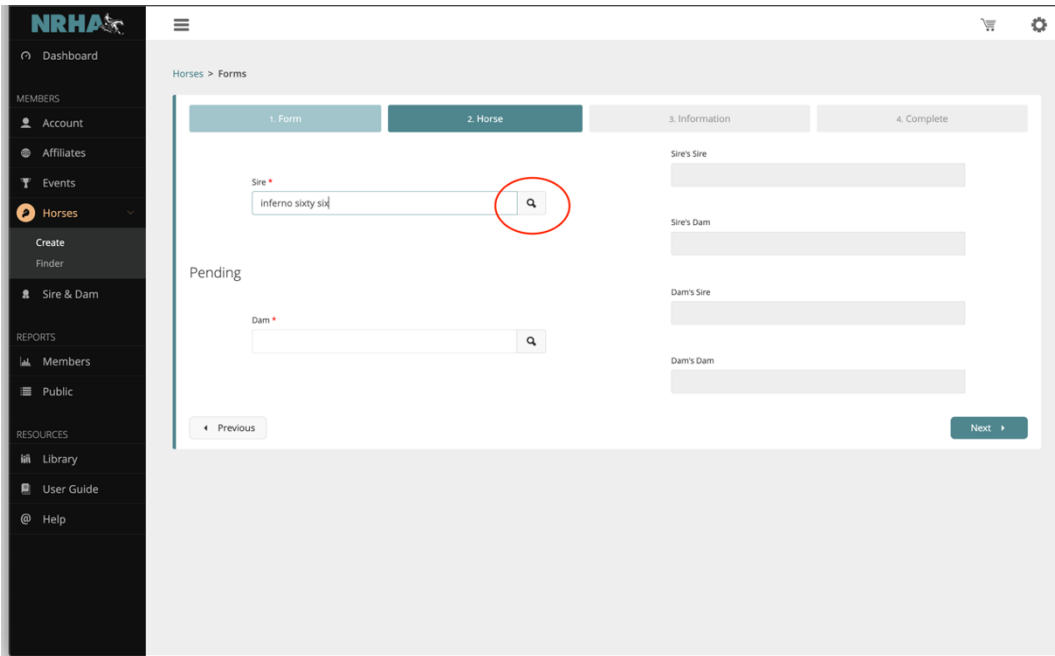 NRHA
Dashboard
MEMBERS
Account
Affiliates
Events
Horses
Create
Finder
Sire & Dam
REPORTS
Members
Public
RESOURCES
Library
User Guide
@ Help
Horses > Forms
1. Form
2. Horse
3. Information
4. Complete
Sire *
inferno sixty six
Pending
Dam *
Sire's Sire
Sire's Dam
Dam's Sire
Dam's Dam
Previous
Next